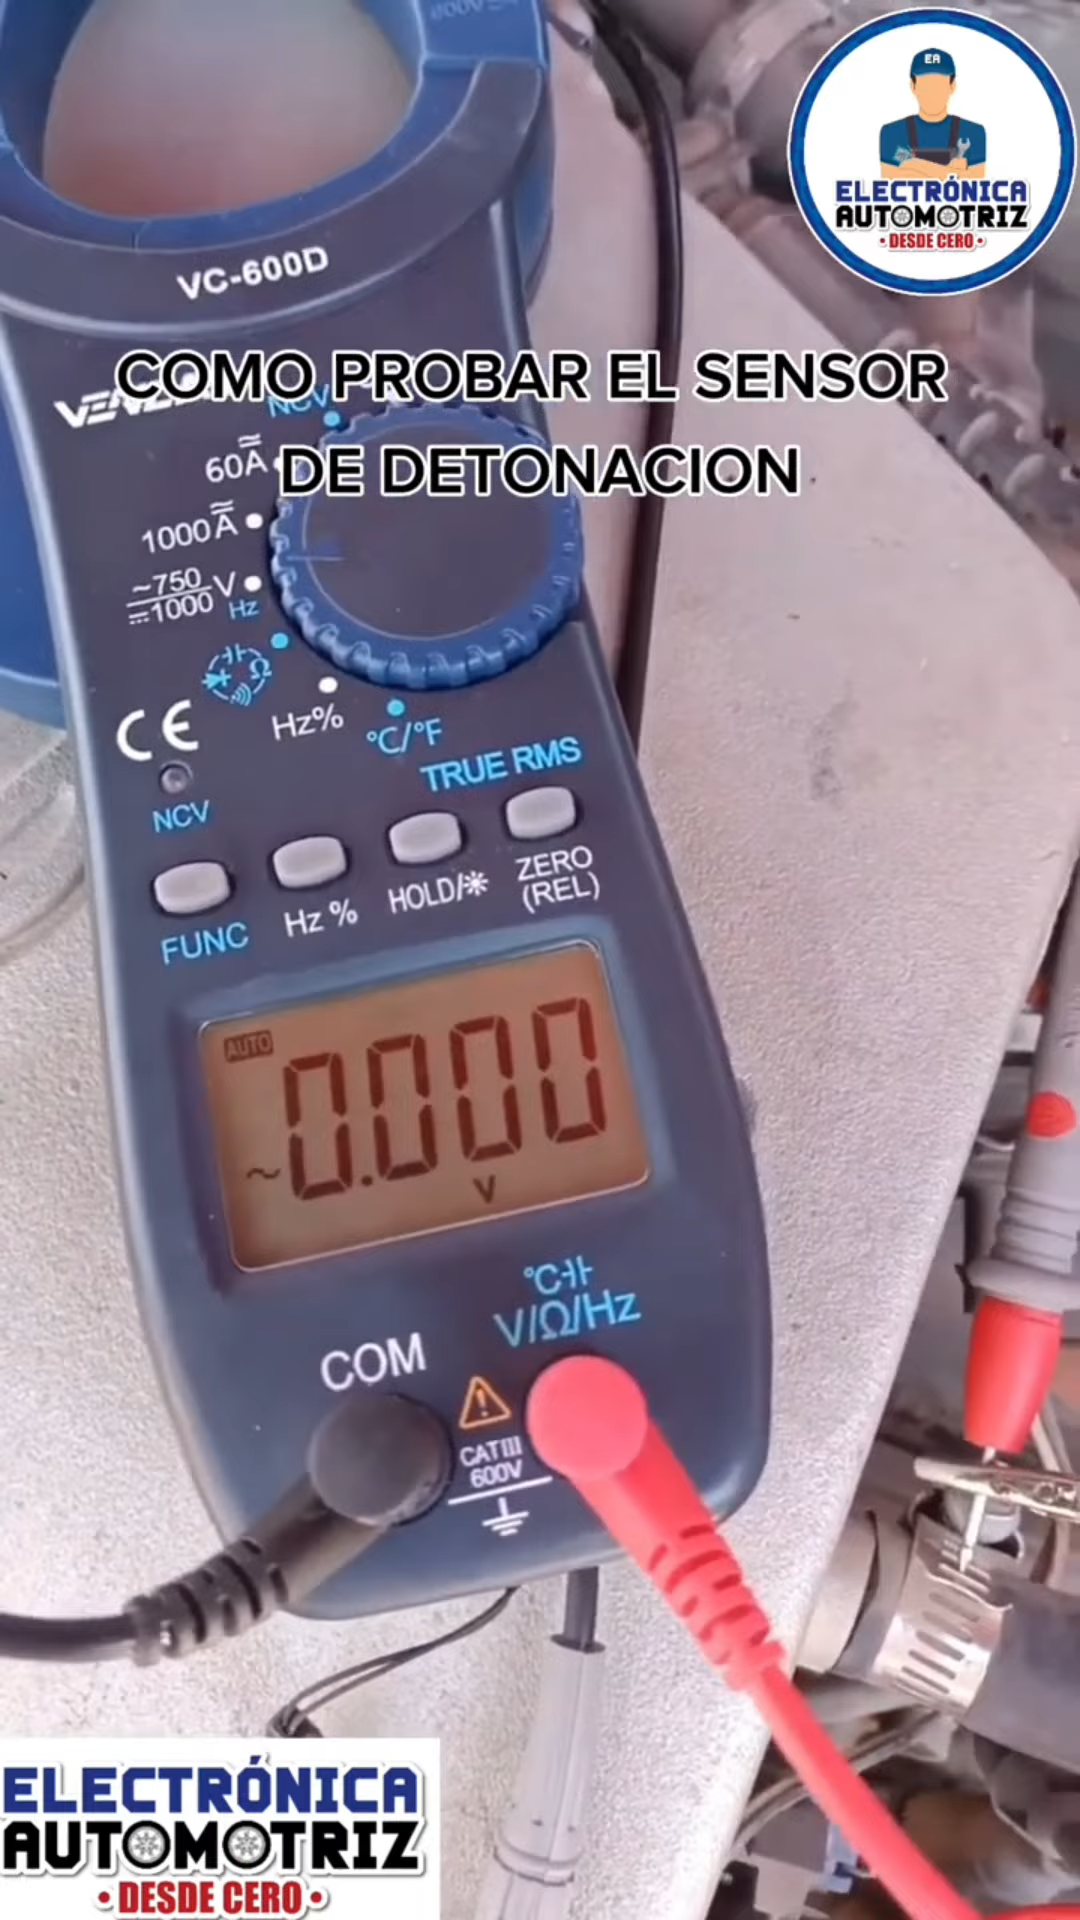 EA
ELECTRÓNICA
AUTOMOTRIZ
• DESDE CERO •
VC-600D
COMO PROBAR EL SENSOR
DE DETONACION
NCV
60A
1000A
~750
1000
V
Hz
Hz%
°C/°F
CE
TRUE RMS
NCV
FUNC
Hz %
HOLD/☀
ZERO
(REL)
AUTO
~0.000
V
°C
V/Ω/Hz
COM
CAT III
600V
ELECTRÓNICA
AUTOMOTRIZ
• DESDE CERO •